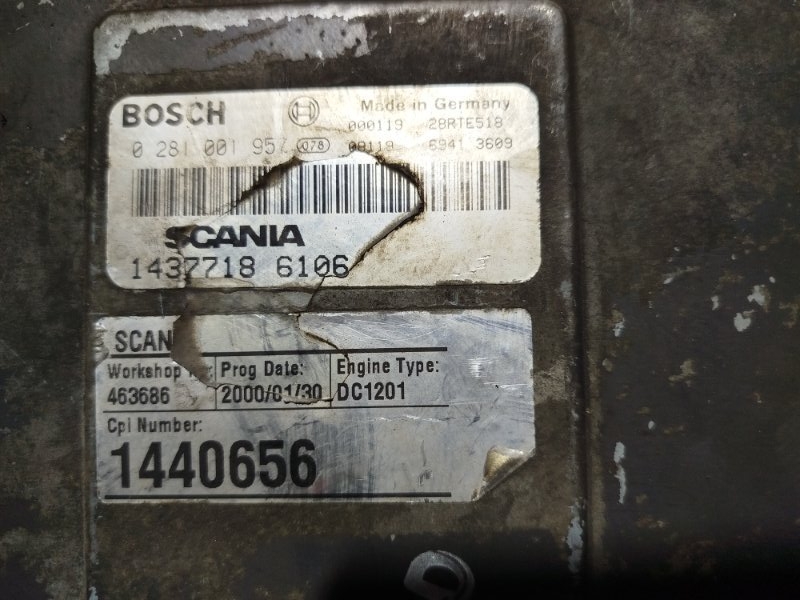 BOSCH Made in Germany
000119 28RTE518
0 281 001 957 078 00119 6941 3609
SCANIA
1437718 6106
SCAN
Workshop Prog Date: Engine Type:
463686 2000/01/30 DC1201
Cpl Number:
1440656